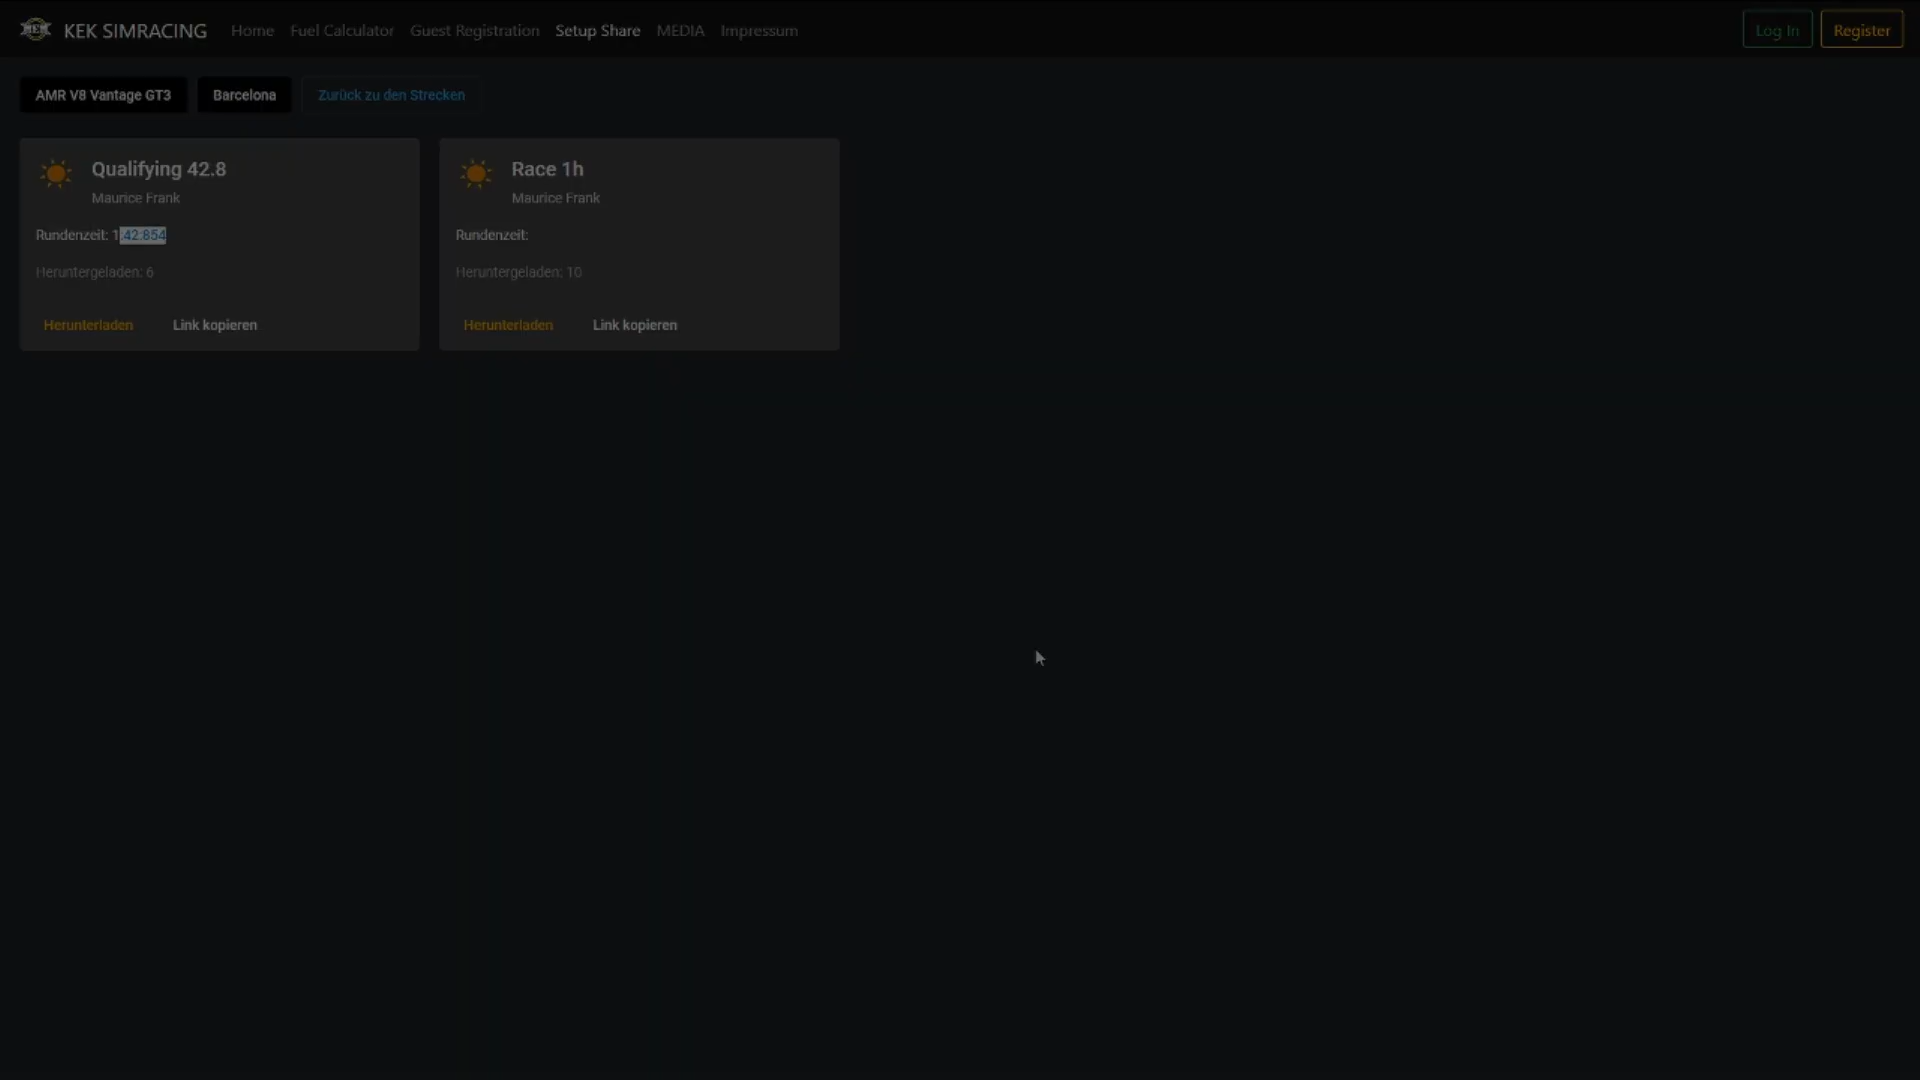 KEK KEK SIMRACING Home Fuel Calculator Guest Registration Setup Share MEDIA Impressum Log In Register
AMR V8 Vantage GT3 Barcelona Zurück zu den Strecken
Qualifying 42.8
Maurice Frank
Rundenzeit: 1:42:854
Heruntergeladen: 6
Herunterladen Link kopieren
Race 1h
Maurice Frank
Rundenzeit:
Heruntergeladen: 10
Herunterladen Link kopieren